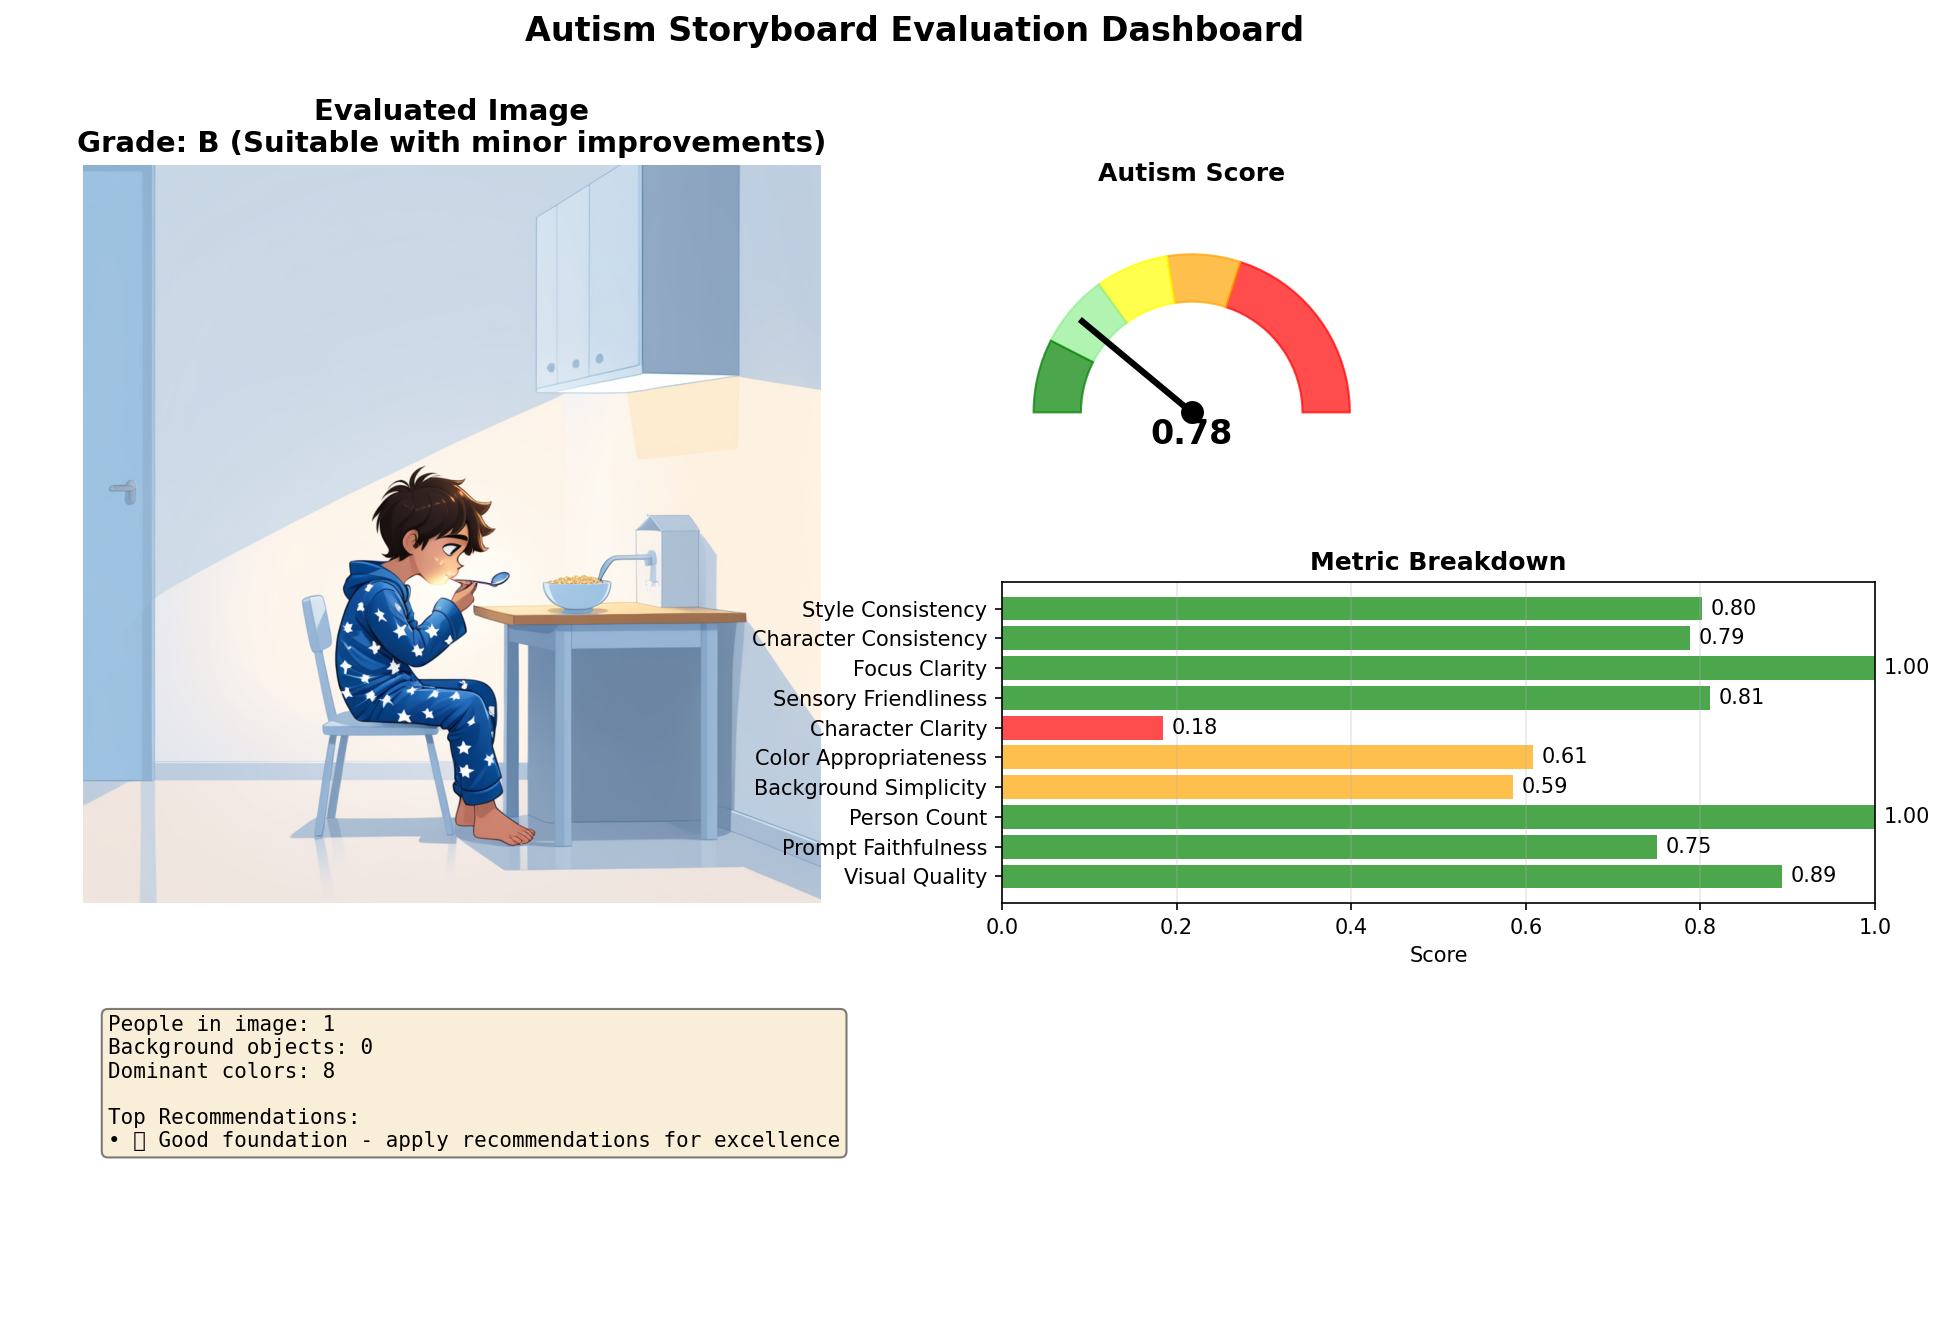 Autism Storyboard Evaluation Dashboard
Evaluated Image
Grade: B (Suitable with minor improvements)
Autism Score
0.78
Metric Breakdown
Style Consistency 0.80
Character Consistency 0.79
Focus Clarity 1.00
Sensory Friendliness 0.81
Character Clarity 0.18
Color Appropriateness 0.61
Background Simplicity 0.59
Person Count 1.00
Prompt Faithfulness 0.75
Visual Quality 0.89
0.0 0.2 0.4 0.6 0.8 1.0
Score
People in image: 1
Background objects: 0
Dominant colors: 8
Top Recommendations:
• ▯ Good foundation - apply recommendations for excellence